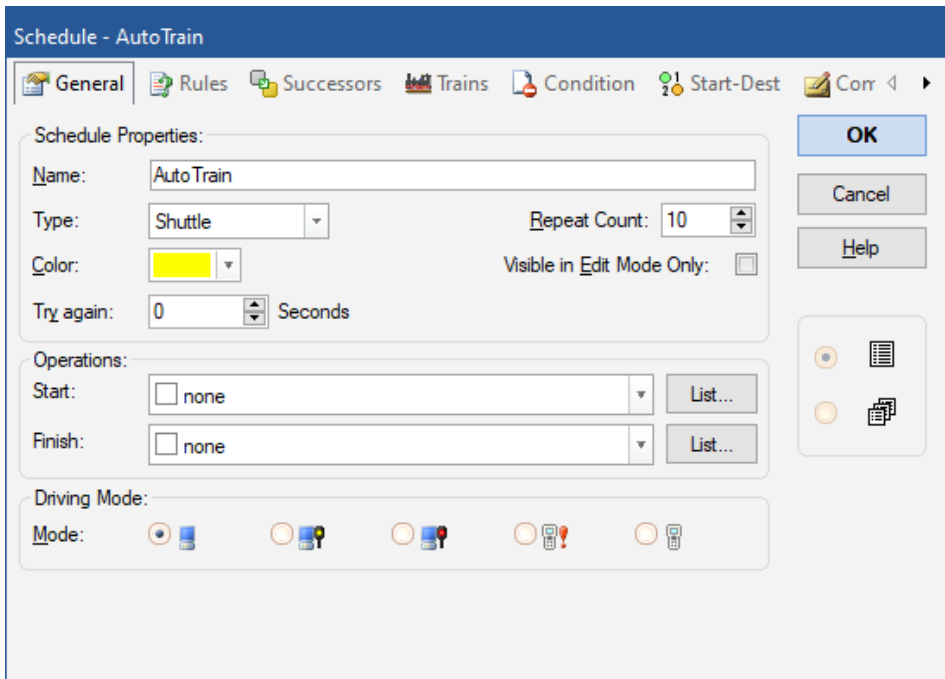 Schedule - AutoTrain
General Rules Successors Trains Condition Start-Dest Com
Schedule Properties:
Name: AutoTrain
Type: Shuttle Repeat Count: 10
Color: Visible in Edit Mode Only:
Try again: 0 Seconds
Operations:
Start: none List...
Finish: none List...
Driving Mode:
Mode:
OK
Cancel
Help